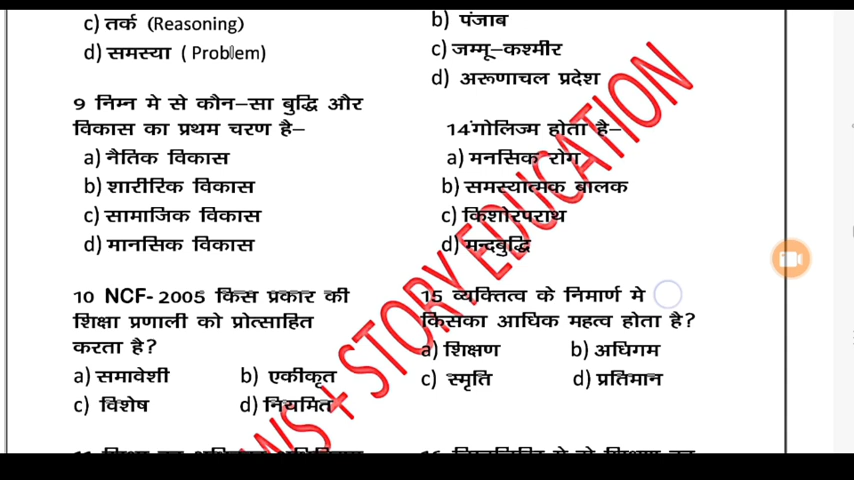 c) तर्क (Reasoning)
d) समस्या ( Problem)
9 निम्न मे से कौन–सा बुद्धि और
विकास का प्रथम चरण है–
a) नैतिक विकास
b) शारीरिक विकास
c) सामाजिक विकास
d) मानसिक विकास
10 NCF- 2005 किस प्रकार की
शिक्षा प्रणाली को प्रोत्साहित
करता है?
a) समावेशी b) एकीकृत
c) विशेष d) नियमित
b) पंजाब
c) जम्मू–कश्मीर
d) अरूणाचल प्रदेश
14 गोलिज्म होता है–
a) मनसिक रोग
b) समस्यात्मक बालक
c) किशोरपराथ
d) मन्दबुद्धि
15 व्यक्तित्व के निमार्ण मे
किसका आधिक महत्व होता है?
a) शिक्षण b) अधिगम
c) स्मृति d) प्रतिमान
WS + STORY EDUCATION